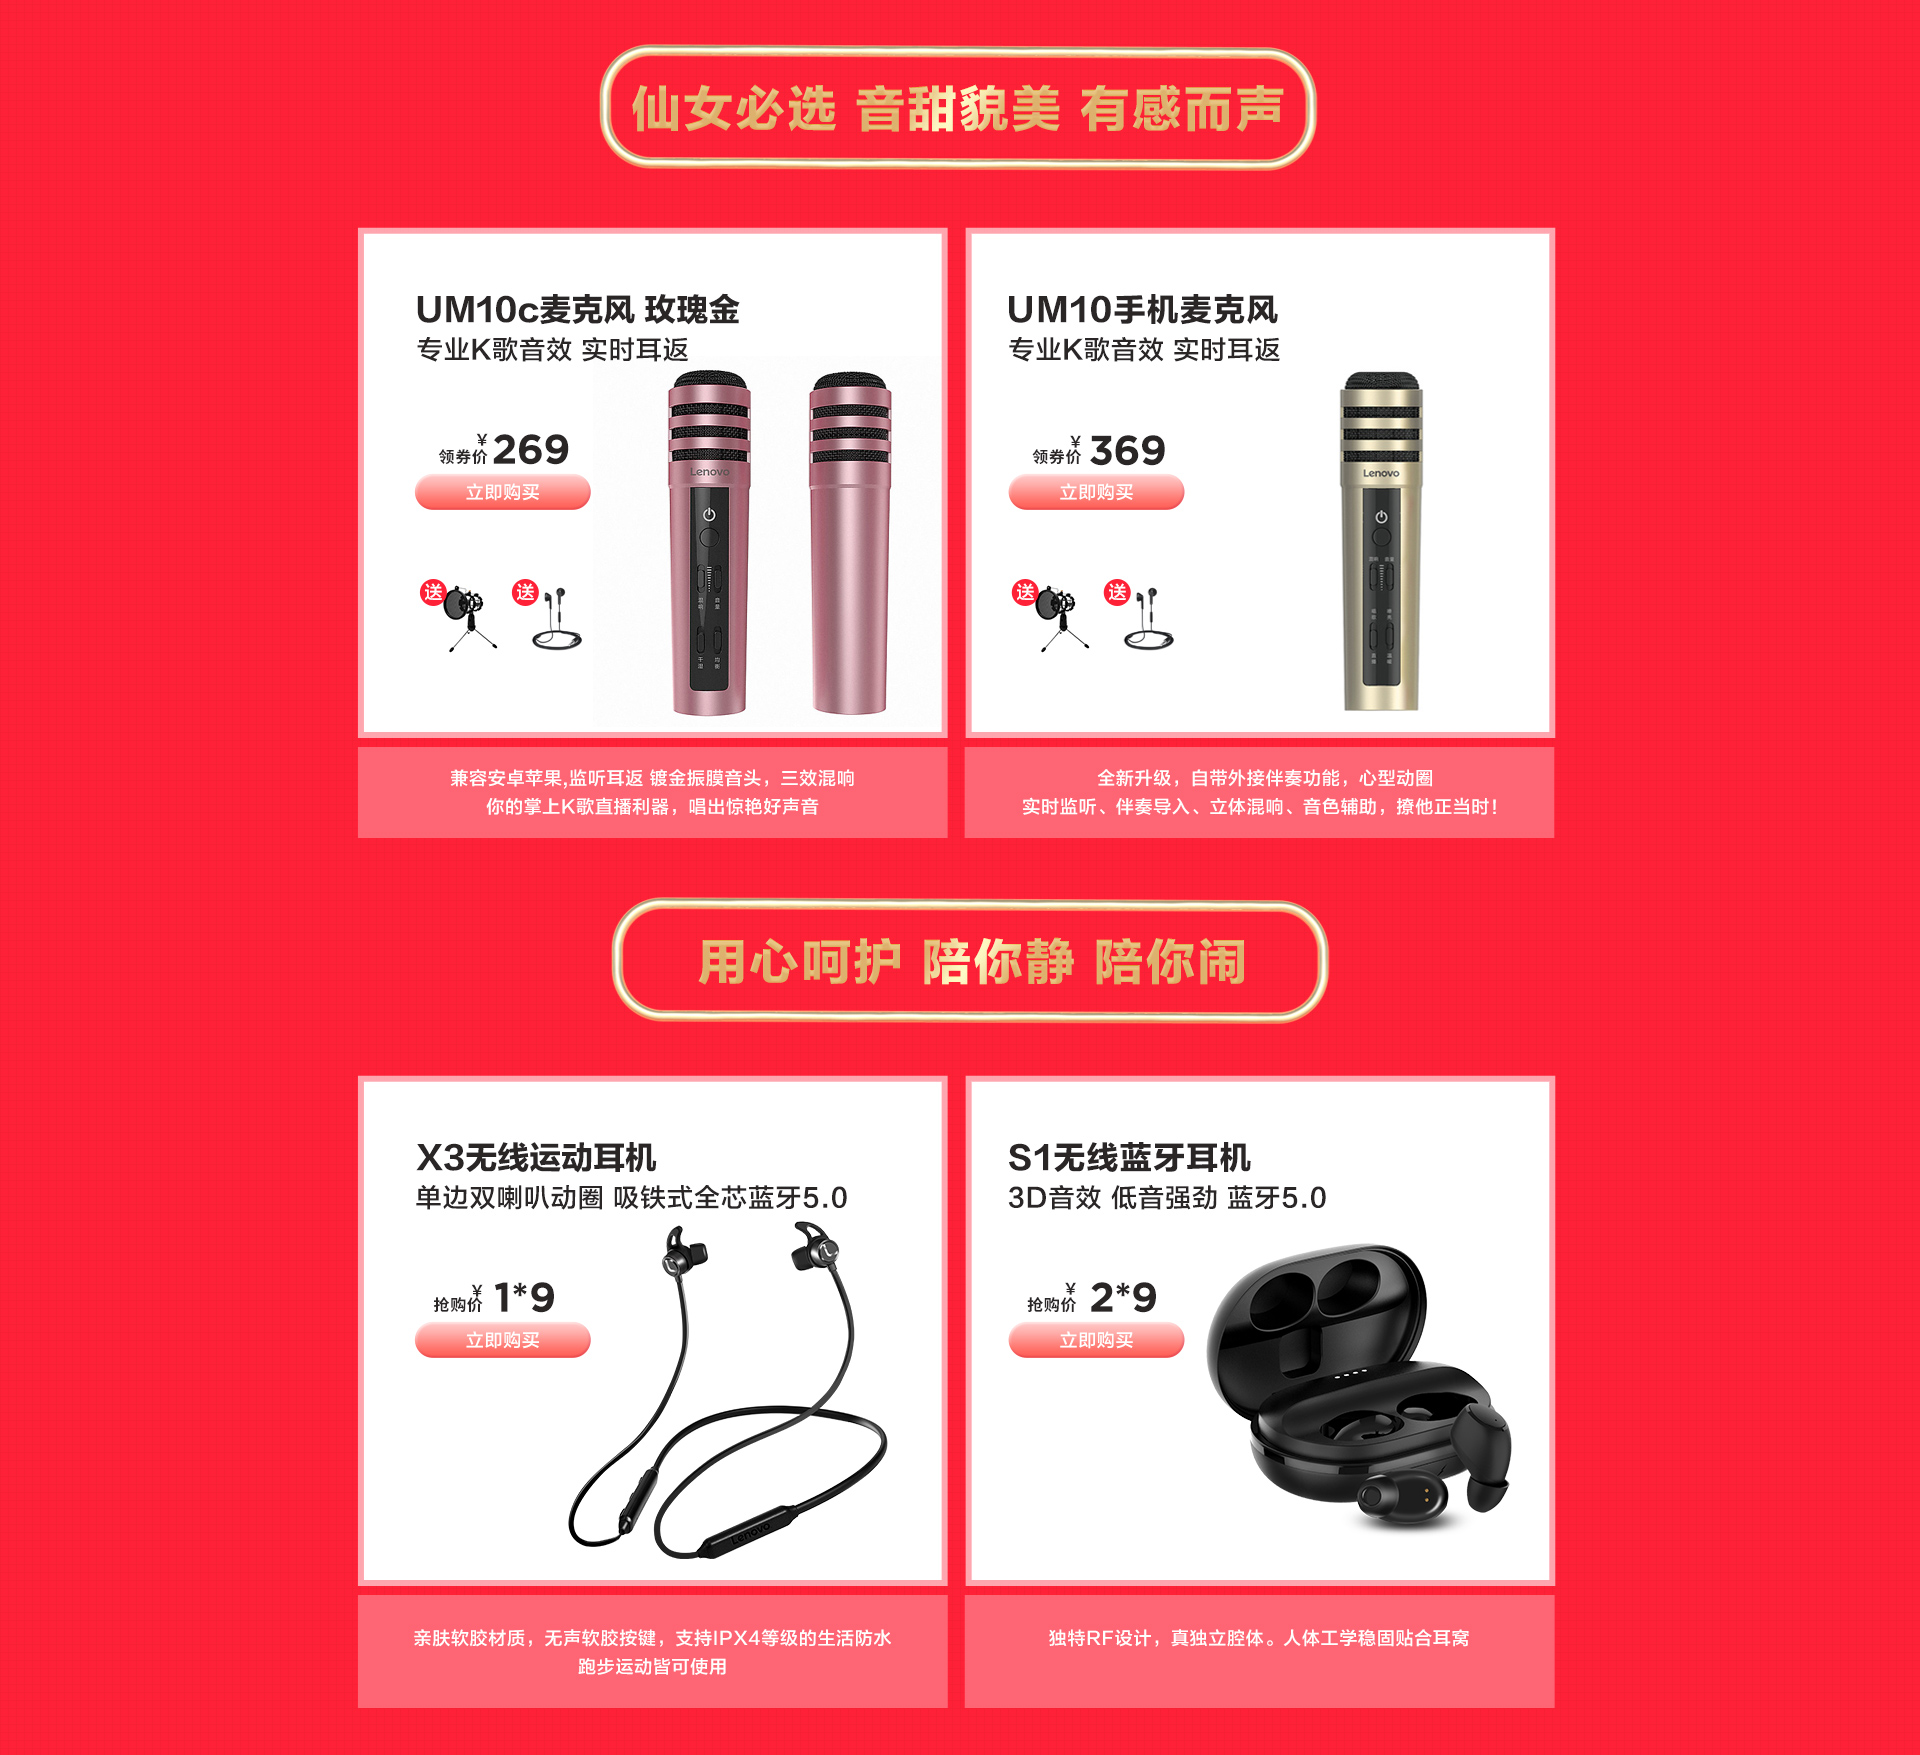 仙女必选 音甜貌美 有感而声
UM10c麦克风 玫瑰金
专业K歌音效 实时耳返
领券价 ¥ 269
立即购买
送
送
Lenovo
兼容安卓苹果,监听耳返 镀金振膜音头，三效混响
你的掌上K歌直播利器，唱出惊艳好声音
UM10手机麦克风
专业K歌音效 实时耳返
领券价 ¥ 369
立即购买
送
送
Lenovo
全新升级，自带外接伴奏功能，心型动圈
实时监听、伴奏导入、立体混响、音色辅助，撩他正当时！
用心呵护 陪你静 陪你闹
X3无线运动耳机
单边双喇叭动圈 吸铁式全芯蓝牙5.0
抢购价 ¥ 1*9
立即购买
Lenovo
亲肤软胶材质，无声软胶按键，支持IPX4等级的生活防水
跑步运动皆可使用
S1无线蓝牙耳机
3D音效 低音强劲 蓝牙5.0
抢购价 ¥ 2*9
立即购买
独特RF设计，真独立腔体。人体工学稳固贴合耳窝